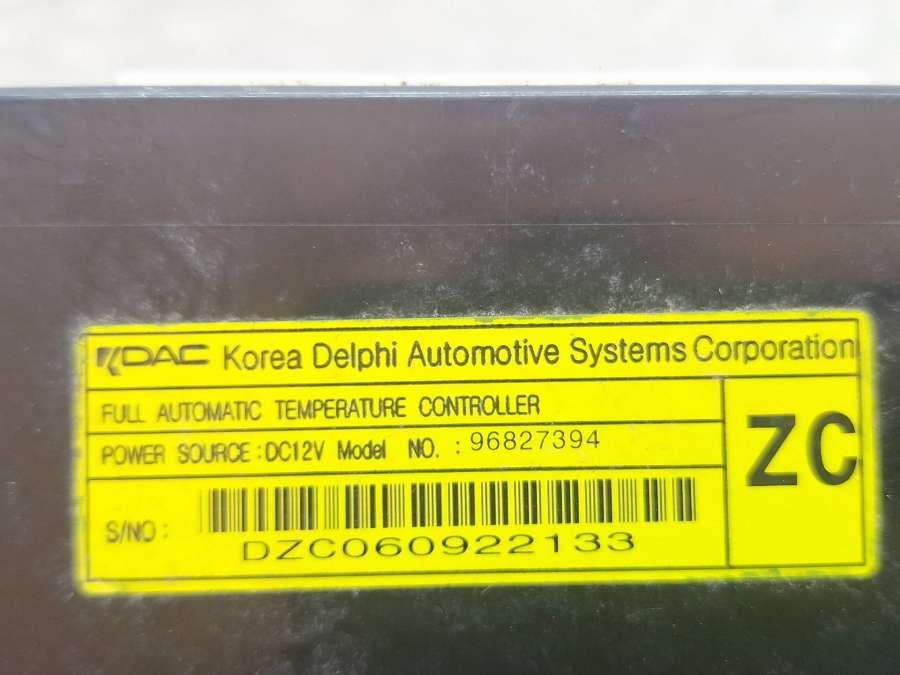 KDAC Korea Delphi Automotive Systems Corporation
FULL AUTOMATIC TEMPERATURE CONTROLLER
POWER SOURCE : DC12V Model NO. : 96827394
ZC
S/NO :
DZC060922133